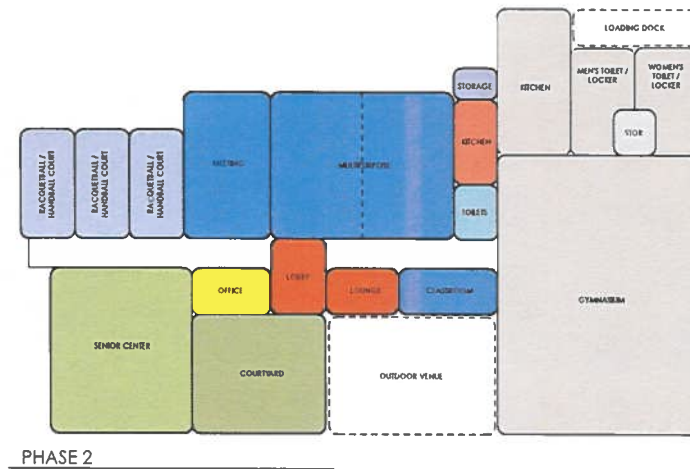 LOADING DOCK
KITCHEN
MEN'S TOILET /
LOCKER
WOMEN'S
TOILET /
LOCKER
STORAGE
STOR
KITCHEN
RACQUETBALL /
HANDBALL COURT
RACQUETBALL /
HANDBALL COURT
RACQUETBALL /
HANDBALL COURT
MEETING
MULTIPURPOSE
TOILETS
LOBBY
OFFICE
LOUNGE
CLASSROOM
GYMNASIUM
SENIOR CENTER
COURTYARD
OUTDOOR VENUE
PHASE 2